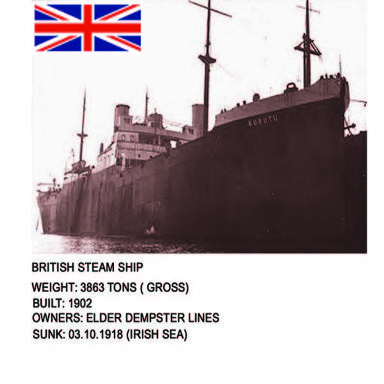 BURUTU
BRITISH STEAM SHIP
WEIGHT: 3863 TONS ( GROSS)
BUILT: 1902
OWNERS: ELDER DEMPSTER LINES
SUNK: 03.10.1918 (IRISH SEA)